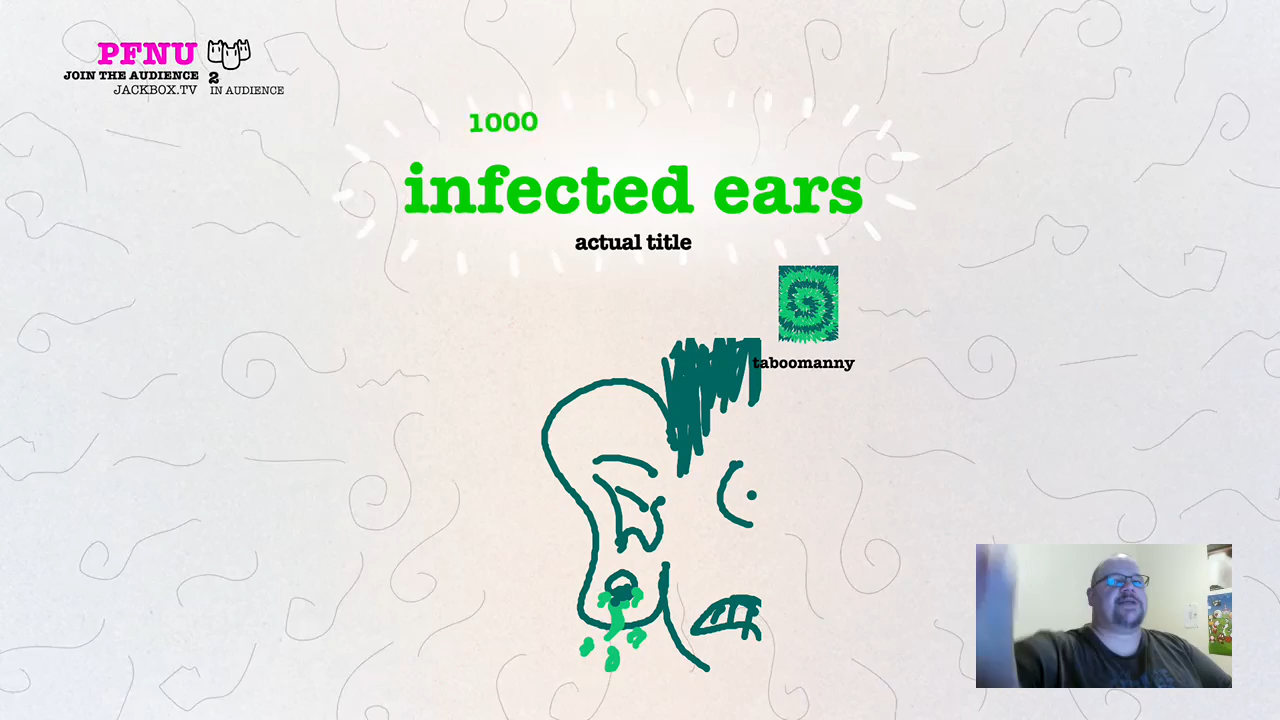 PFNU
JOIN THE AUDIENCE
JACKBOX.TV
2
IN AUDIENCE
1000
infected ears
actual title
taboomanny